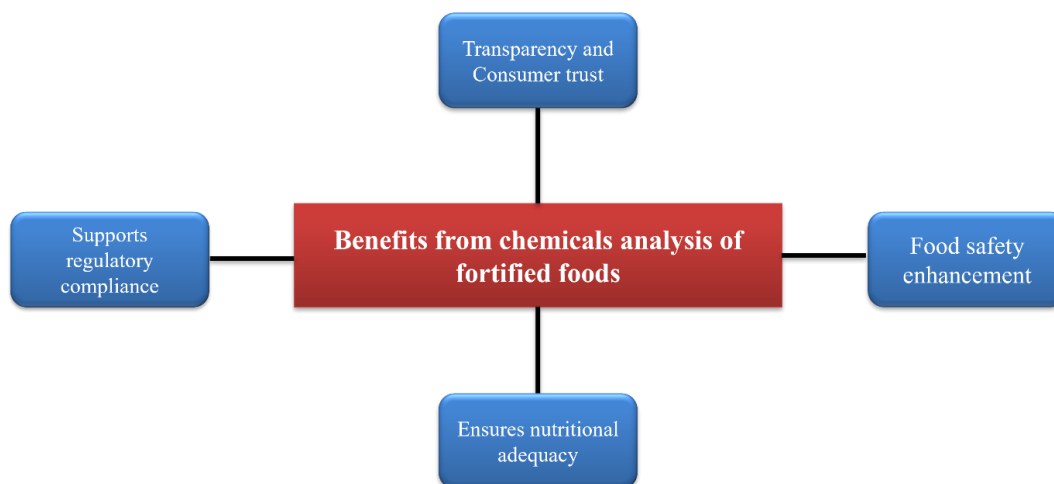 Transparency and
Consumer trust
Supports
regulatory
compliance
Benefits from chemicals analysis of
fortified foods
Food safety
enhancement
Ensures nutritional
adequacy